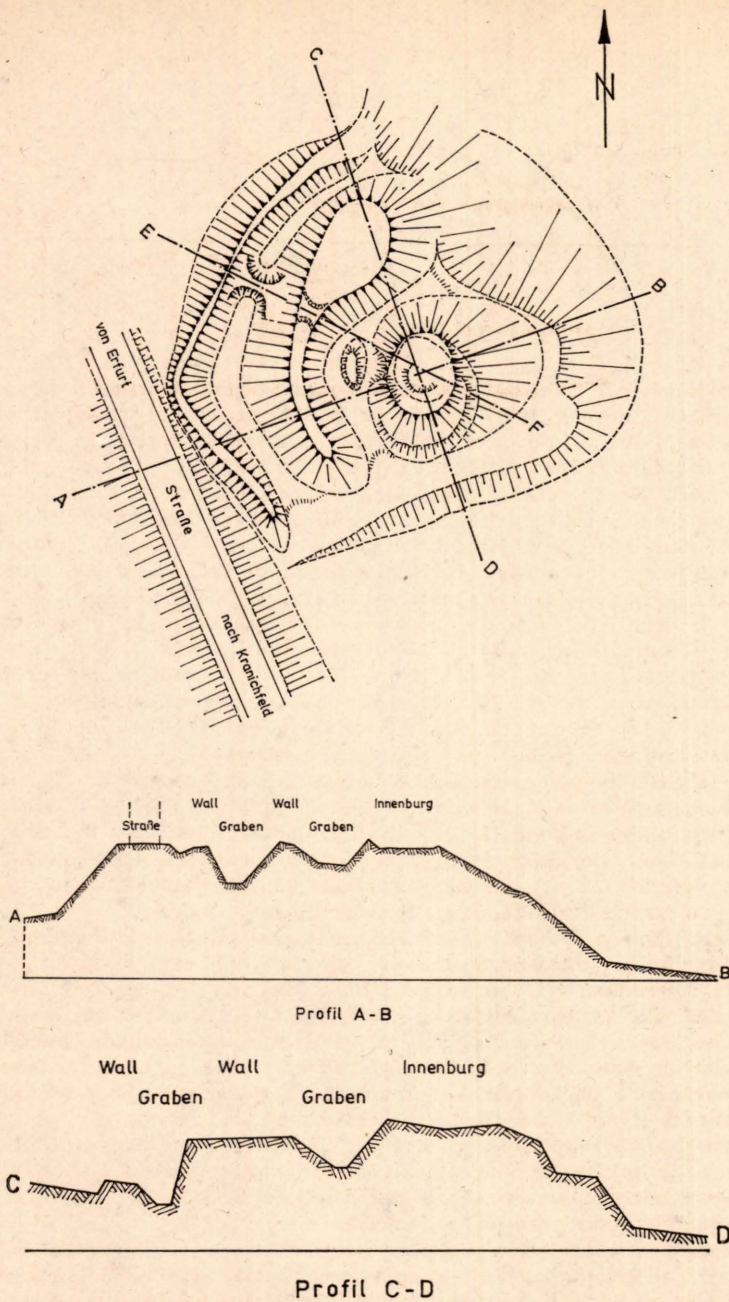 N
C
E
B
von Erfurt
F
A
Straße
D
nach Kranichfeld
Wall Wall Innenburg
Straße Graben Graben
A
B
Profil A-B
Wall Wall Innenburg
Graben Graben
C
D
Profil C-D